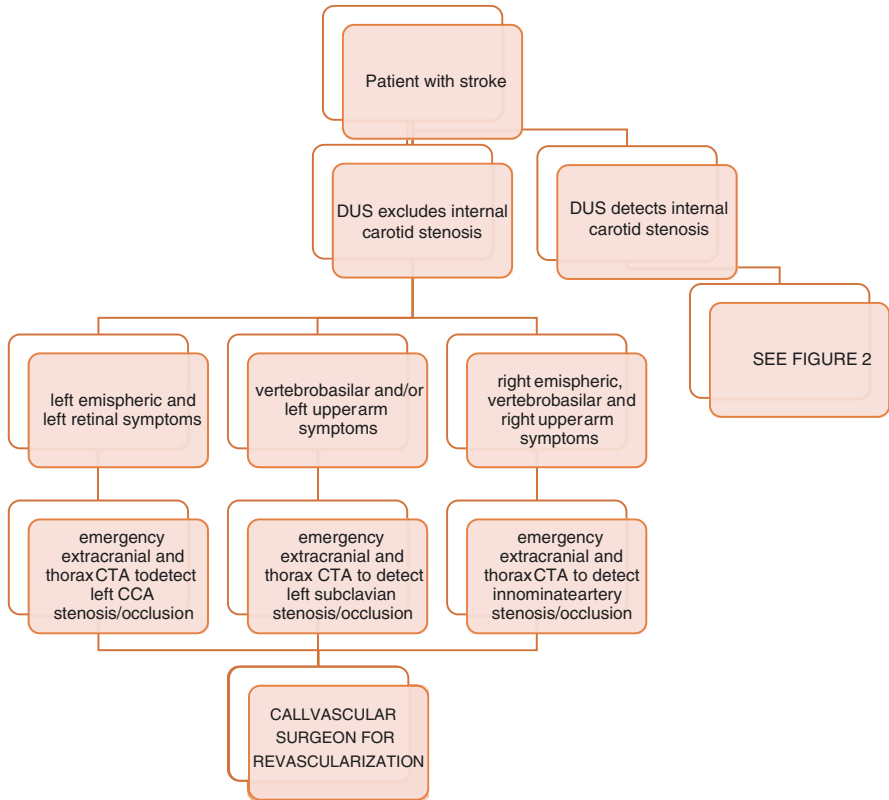 Patient with stroke
DUS excludes internal
carotid stenosis
DUS detects internal
carotid stenosis
SEE FIGURE 2
left emispheric and
left retinal symptoms
vertebrobasilar and/or
left upperarm
symptoms
right emispheric,
vertebrobasilar and
right upperarm
symptoms
emergency
extracranial and
thoraxCTA todetect
left CCA
stenosis/occlusion
emergency
extracranial and
thorax CTA to detect
left subclavian
stenosis/occlusion
emergency
extracranial and
thoraxCTA to detect
innominateartery
stenosis/occlusion
CALLVASCULAR
SURGEON FOR
REVASCULARIZATION